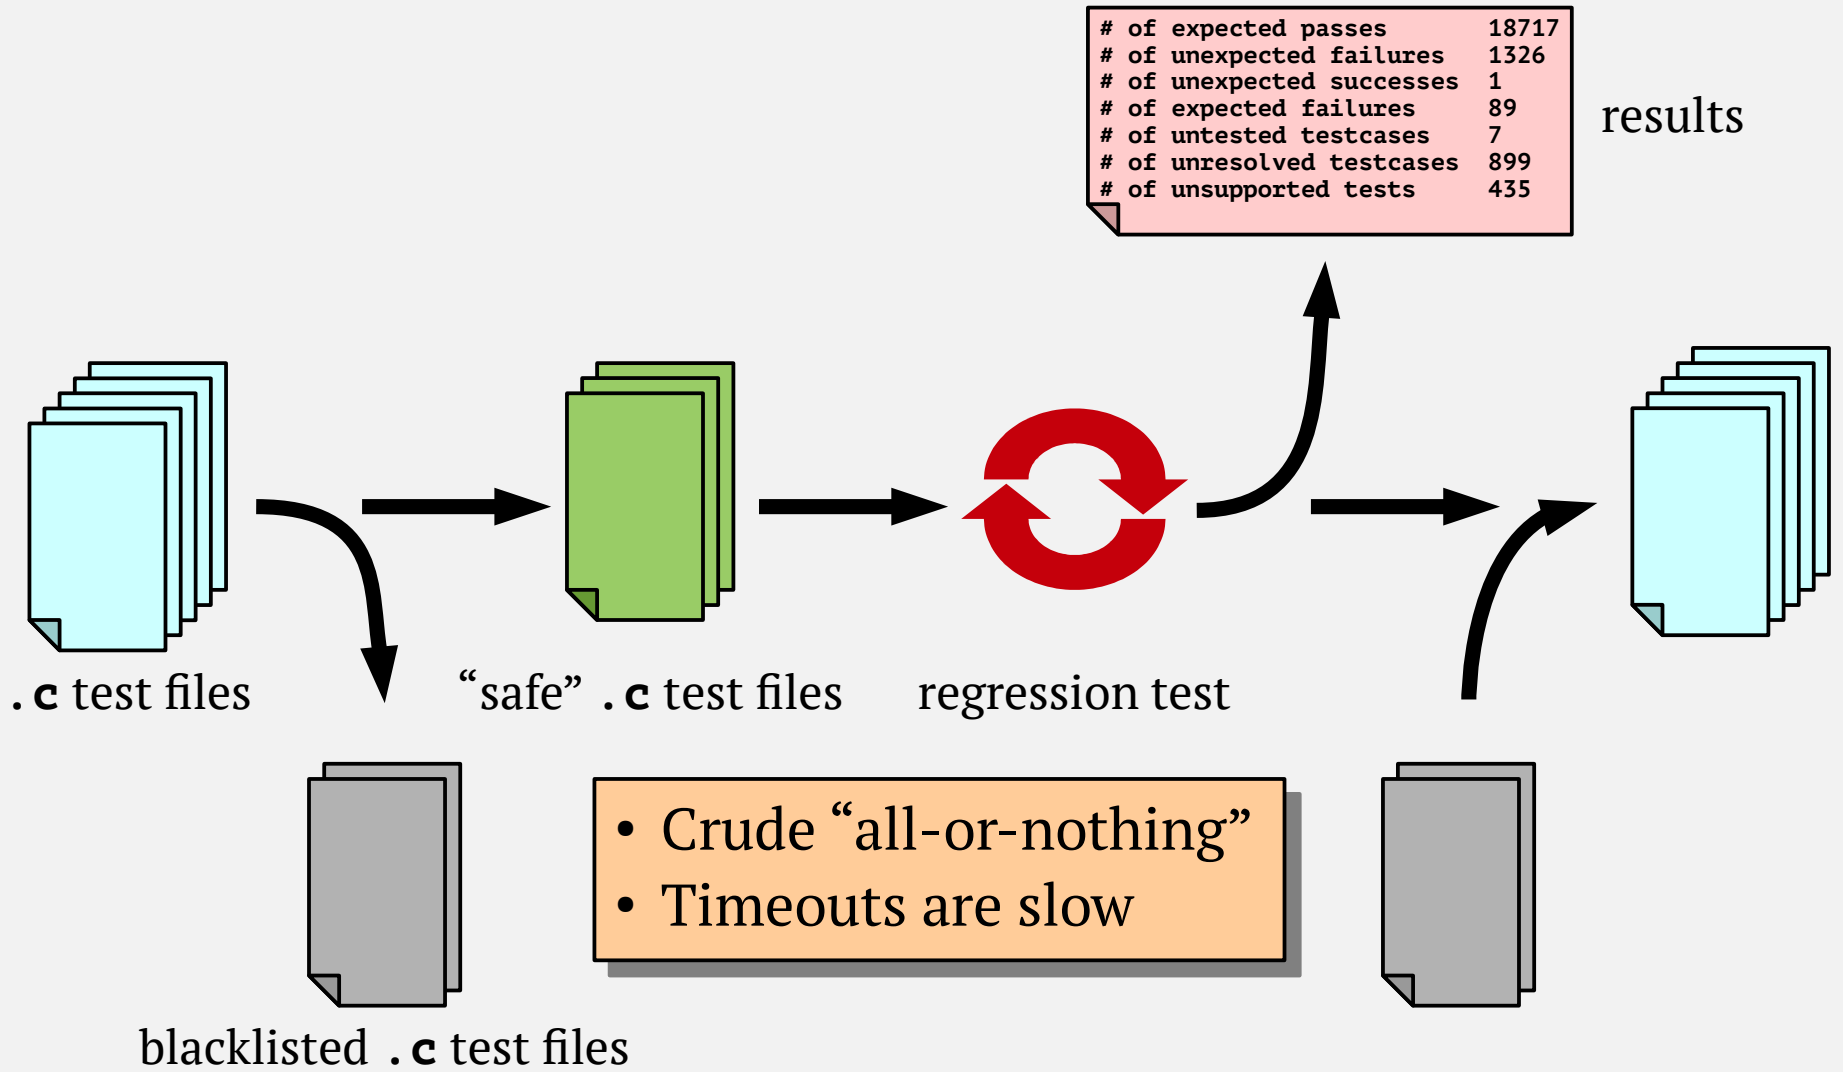 # of expected passes 18717
# of unexpected failures 1326
# of unexpected successes 1
# of expected failures 89
# of untested testcases 7
# of unresolved testcases 899
# of unsupported tests 435
results
.c test files
“safe” .c test files
regression test
• Crude “all-or-nothing”
• Timeouts are slow
blacklisted .c test files